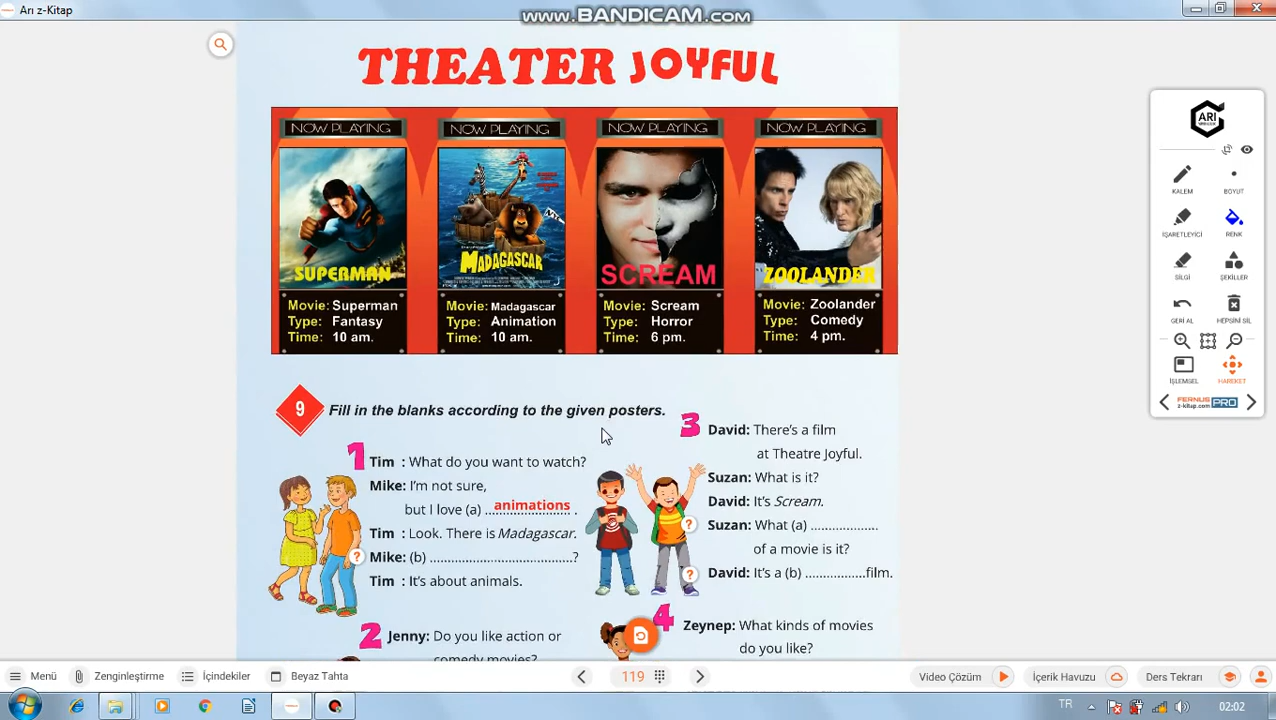 Arı z-Kitap
www.BANDICAM.com
THEATER JOYFUL
NOW PLAYING
NOW PLAYING
NOW PLAYING
NOW PLAYING
SUPERMAN
MADAGASCAR
SCREAM
ZOOLANDER
Movie: Superman
Type: Fantasy
Time: 10 am.
Movie: Madagascar
Type: Animation
Time: 10 am.
Movie: Scream
Type: Horror
Time: 6 pm.
Movie: Zoolander
Type: Comedy
Time: 4 pm.
9 Fill in the blanks according to the given posters.
1 Tim : What do you want to watch?
Mike: I'm not sure,
but I love (a) animations .
Tim : Look. There is Madagascar.
? Mike: (b) ......................................?
Tim : It's about animals.
2 Jenny: Do you like action or
comedy movies?
3 David: There's a film
at Theatre Joyful.
Suzan: What is it?
David: It's Scream.
? Suzan: What (a) ..................
of a movie is it?
? David: It's a (b) ................film.
4 Zeynep: What kinds of movies
do you like?
ARI
KALEM
BOYUT
İŞARETLEYİCİ
RENK
SİLGİ
ŞEKİLLER
GERİ AL
HEPSİNİ SİL
İŞLEMSEL
HAREKET
FERNUS
z-kitap.com PRO
Menü
Zenginleştirme
İçindekiler
Beyaz Tahta
119
Video Çözüm
İçerik Havuzu
Ders Tekrarı
TR
02:02